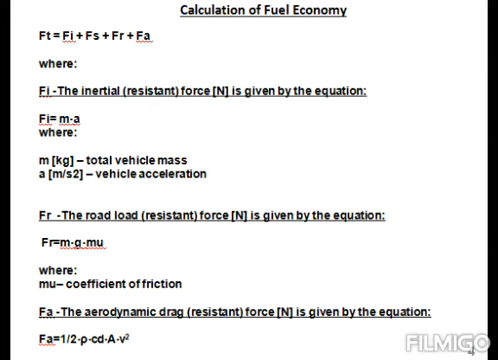 Calculation of Fuel Economy
Ft = Fi + Fs + Fr + Fa
where:
Fi -The inertial (resistant) force [N] is given by the equation:
Fi= m·a
where:
m [kg] – total vehicle mass
a [m/s2] – vehicle acceleration
Fr -The road load (resistant) force [N] is given by the equation:
Fr=m·g·mu
where:
mu– coefficient of friction
Fa -The aerodynamic drag (resistant) force [N] is given by the equation:
Fa=1/2·ρ·cd·A·v²
FILMIGO
4